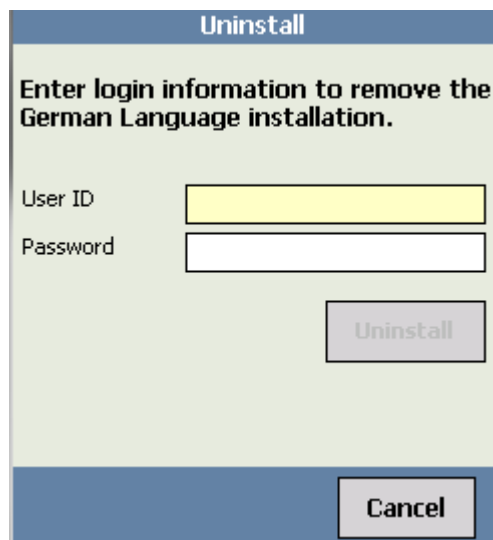 Uninstall
Enter login information to remove the
German Language installation.
User ID
Password
Uninstall
Cancel